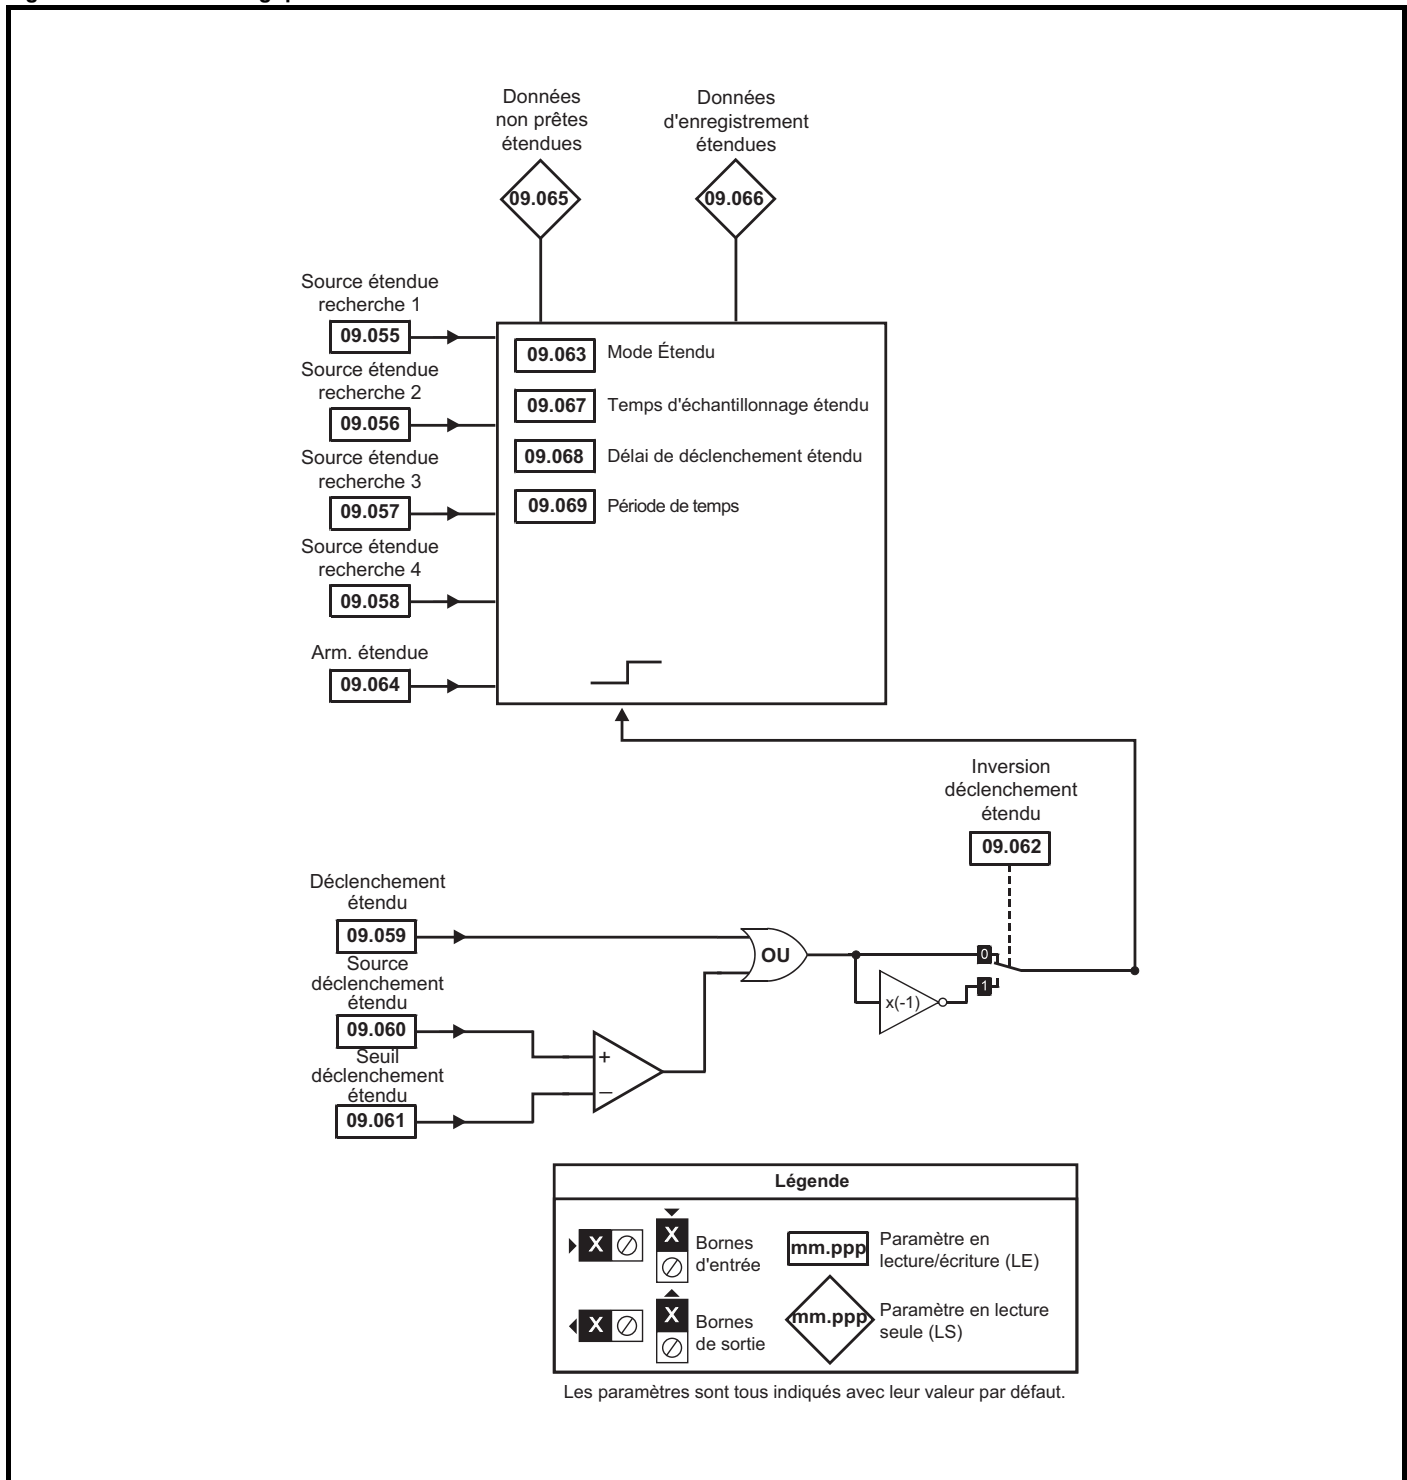 Données
non prêtes
étendues
Données
d'enregistrement
étendues
09.065
09.066
Source étendue
recherche 1
09.055
Source étendue
recherche 2
09.056
Source étendue
recherche 3
09.057
Source étendue
recherche 4
09.058
Arm. étendue
09.064
09.063 Mode Étendu
09.067 Temps d'échantillonnage étendu
09.068 Délai de déclenchement étendu
09.069 Période de temps
Inversion
déclenchement
étendu
09.062
Déclenchement
étendu
09.059
Source
déclenchement
étendu
09.060
Seuil
déclenchement
étendu
09.061
+
–
OU
x(-1)
0
1
Légende
X
X
Bornes
d'entrée
mm.ppp
Paramètre en
lecture/écriture (LE)
X
X
Bornes
de sortie
mm.ppp
Paramètre en lecture
seule (LS)
Les paramètres sont tous indiqués avec leur valeur par défaut.